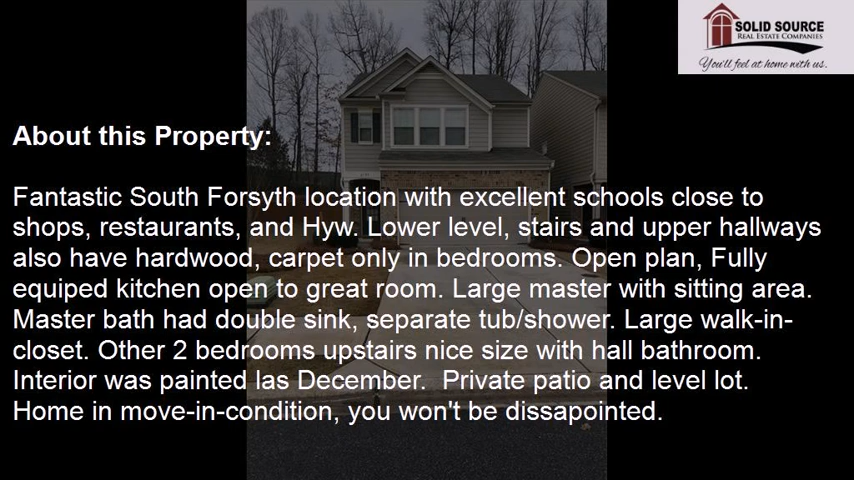 SOLID SOURCE
REAL ESTATE COMPANIES
You'll feel at home with us.
About this Property:
Fantastic South Forsyth location with excellent schools close to
shops, restaurants, and Hyw. Lower level, stairs and upper hallways
also have hardwood, carpet only in bedrooms. Open plan, Fully
equiped kitchen open to great room. Large master with sitting area.
Master bath had double sink, separate tub/shower. Large walk-in-
closet. Other 2 bedrooms upstairs nice size with hall bathroom.
Interior was painted las December.  Private patio and level lot.
Home in move-in-condition, you won't be dissapointed.